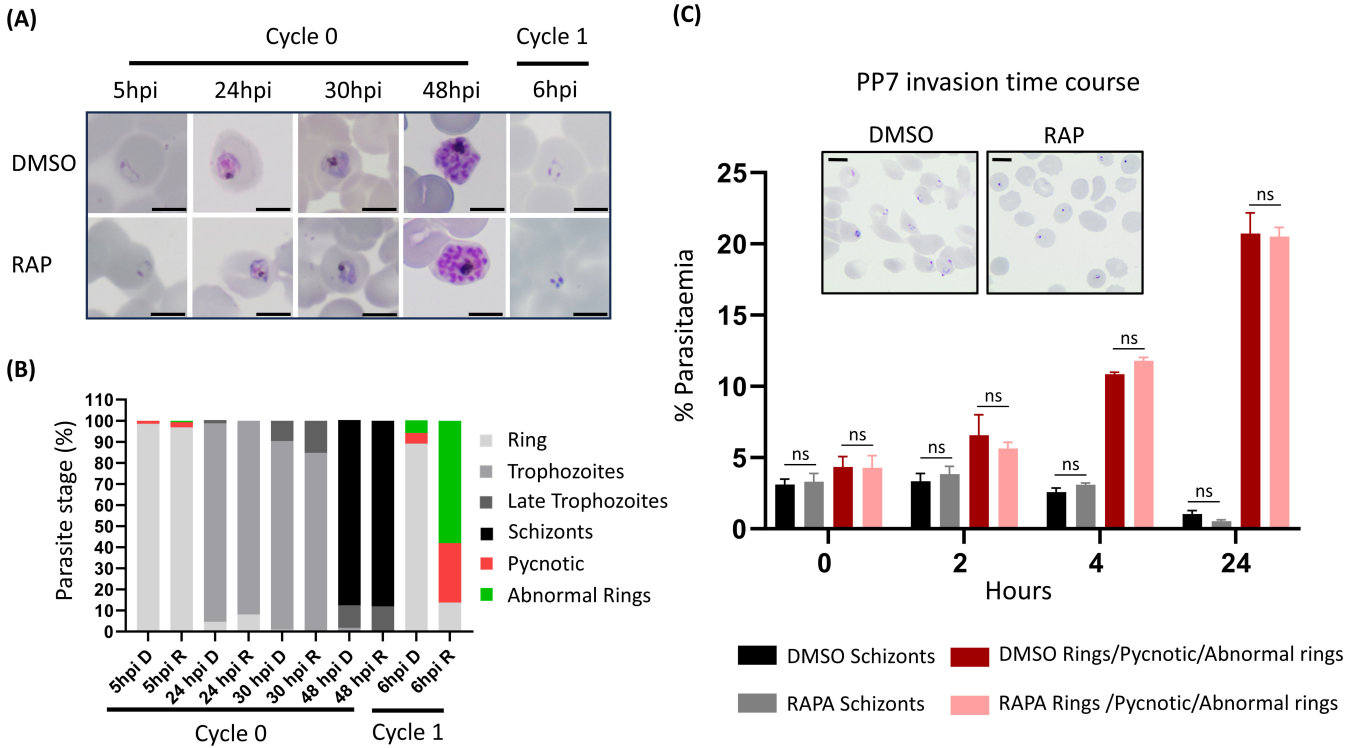 (A)
Cycle 0
Cycle 1
5hpi
24hpi
30hpi
48hpi
6hpi
DMSO
RAP
(B)
Parasite stage (%)
110
100
90
80
70
60
50
40
30
20
10
0
5hpi D
5hpi R
24 hpi D
24 hpi R
30 hpi D
30 hpi R
48 hpi D
48 hpi R
6hpi D
6hpi R
Cycle 0
Cycle 1
Ring
Trophozoites
Late Trophozoites
Schizonts
Pycnotic
Abnormal Rings
(C)
PP7 invasion time course
DMSO
RAP
% Parasitaemia
25
20
15
10
5
0
ns
ns
ns
ns
ns
ns
ns
ns
0
2
4
24
Hours
DMSO Schizonts
DMSO Rings/Pycnotic/Abnormal rings
RAPA Schizonts
RAPA Rings /Pycnotic/Abnormal rings